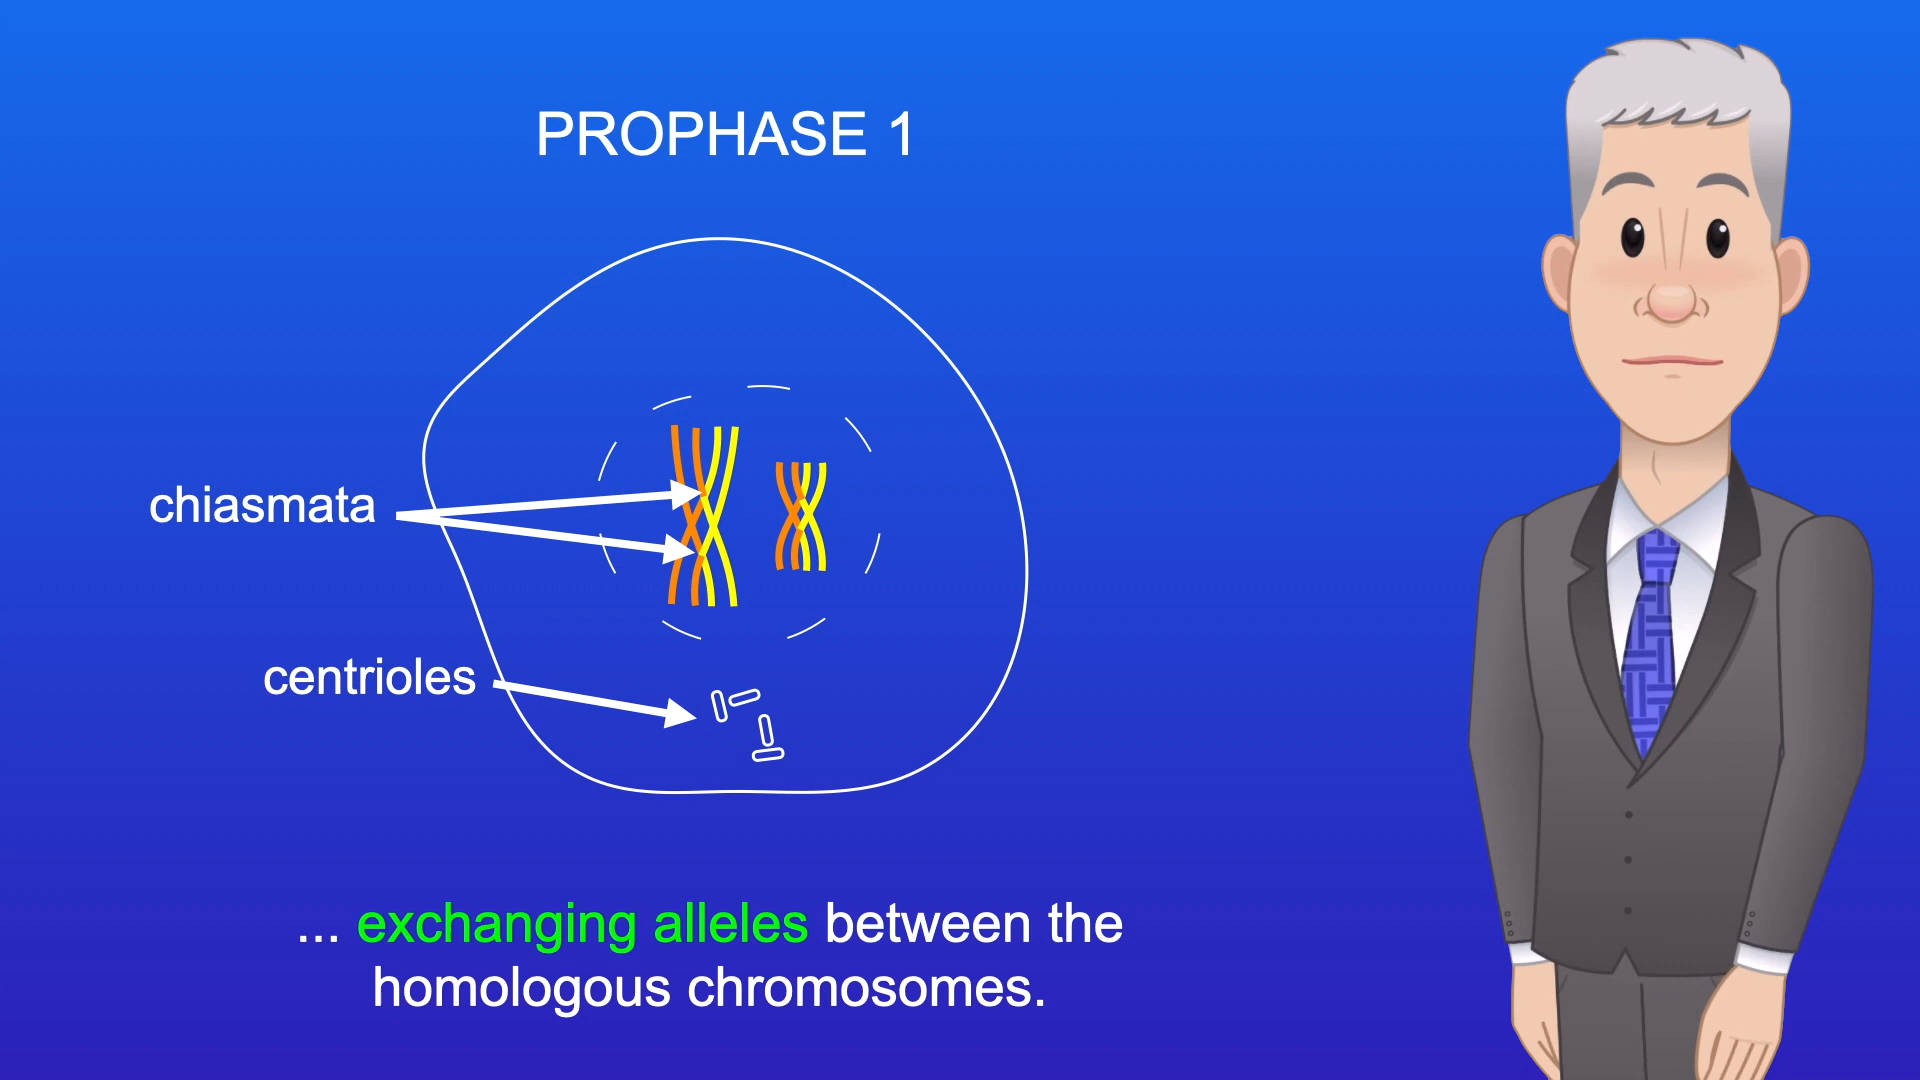 PROPHASE 1
chiasmata
centrioles
... exchanging alleles between the
homologous chromosomes.